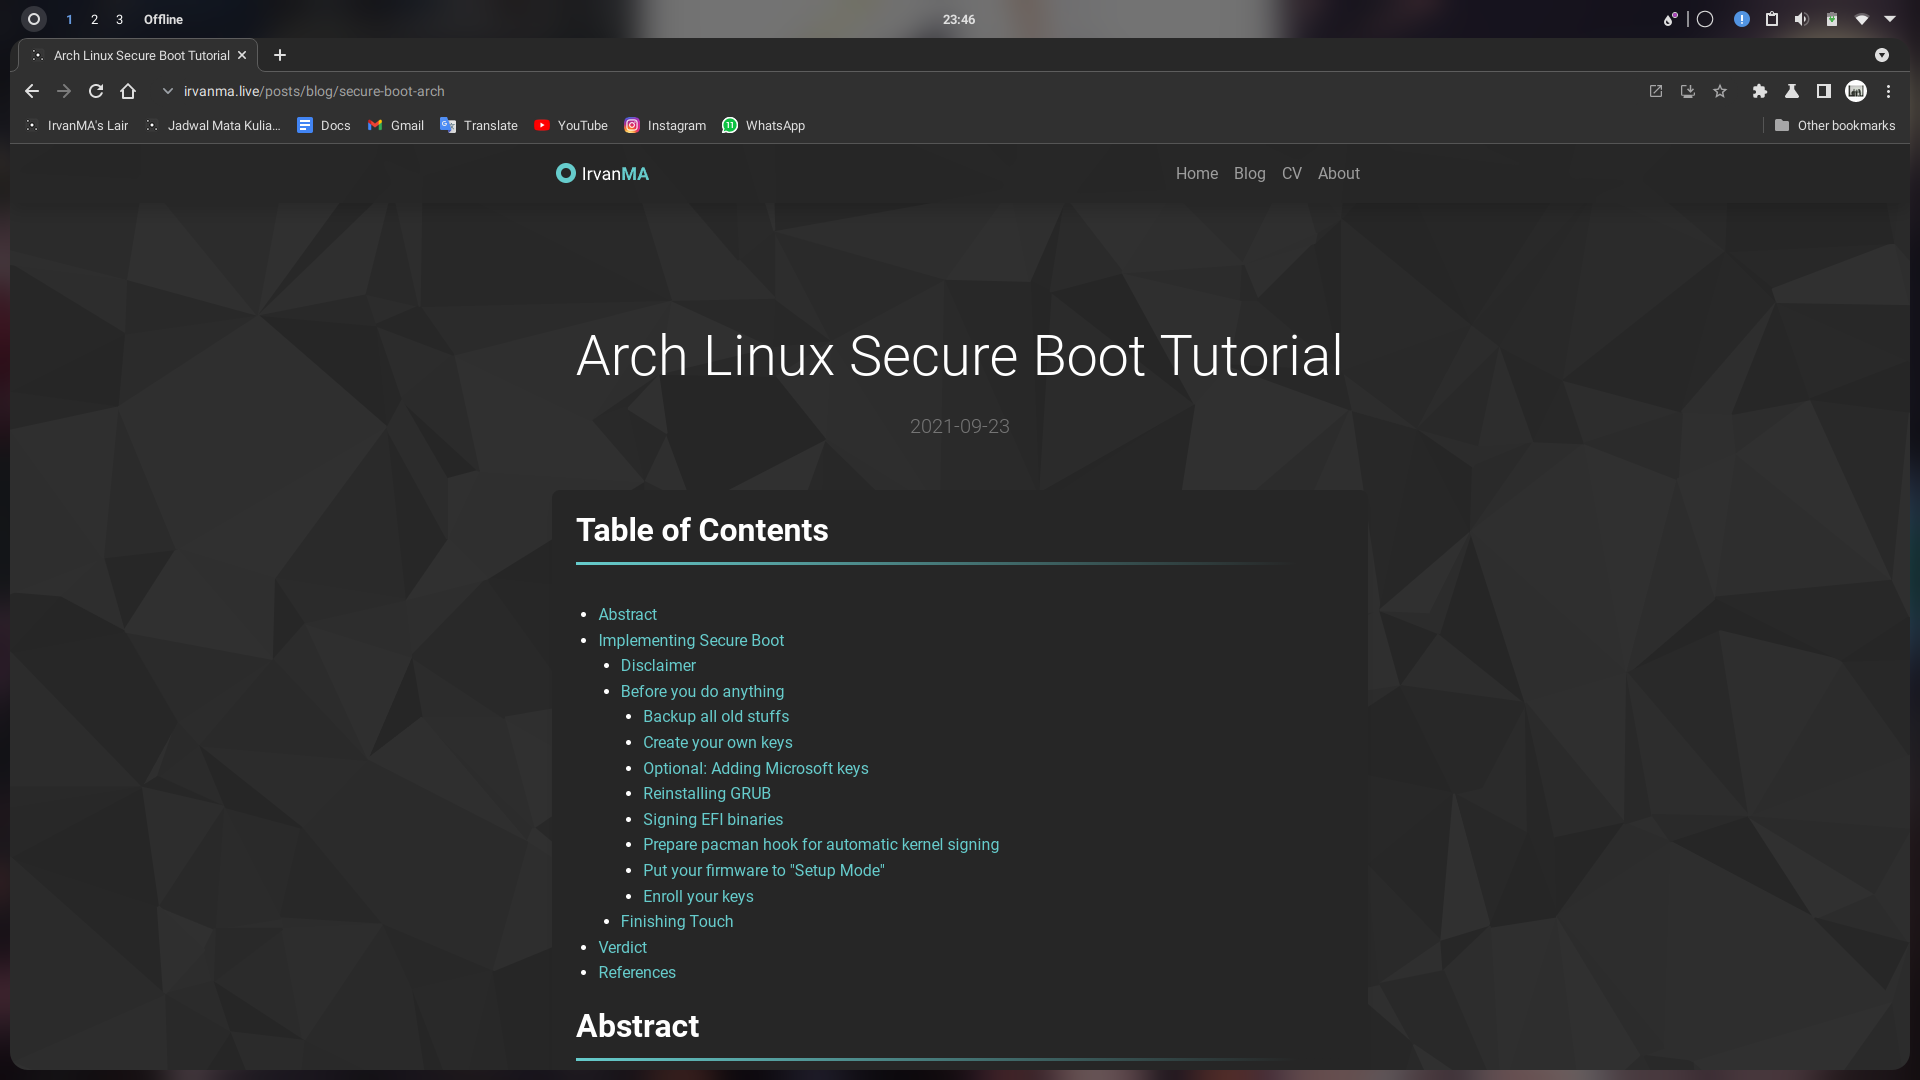 1 2 3 Offline 23:46
Arch Linux Secure Boot Tutorial
irvanma.live/posts/blog/secure-boot-arch
IrvanMA's Lair Jadwal Mata Kulia... Docs Gmail Translate YouTube Instagram WhatsApp Other bookmarks
IrvanMA Home Blog CV About
Arch Linux Secure Boot Tutorial
2021-09-23
Table of Contents
Abstract
Implementing Secure Boot
Disclaimer
Before you do anything
Backup all old stuffs
Create your own keys
Optional: Adding Microsoft keys
Reinstalling GRUB
Signing EFI binaries
Prepare pacman hook for automatic kernel signing
Put your firmware to "Setup Mode"
Enroll your keys
Finishing Touch
Verdict
References
Abstract